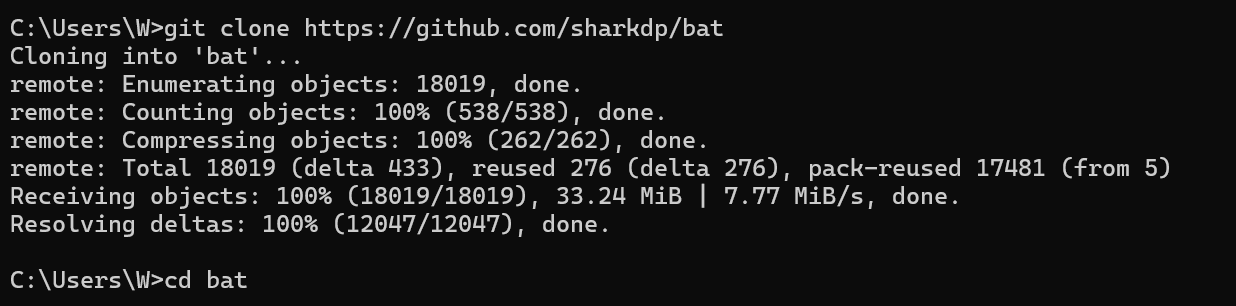 C:\Users\W>git clone https://github.com/sharkdp/bat
Cloning into 'bat'...
remote: Enumerating objects: 18019, done.
remote: Counting objects: 100% (538/538), done.
remote: Compressing objects: 100% (262/262), done.
remote: Total 18019 (delta 433), reused 276 (delta 276), pack-reused 17481 (from 5)
Receiving objects: 100% (18019/18019), 33.24 MiB | 7.77 MiB/s, done.
Resolving deltas: 100% (12047/12047), done.
C:\Users\W>cd bat